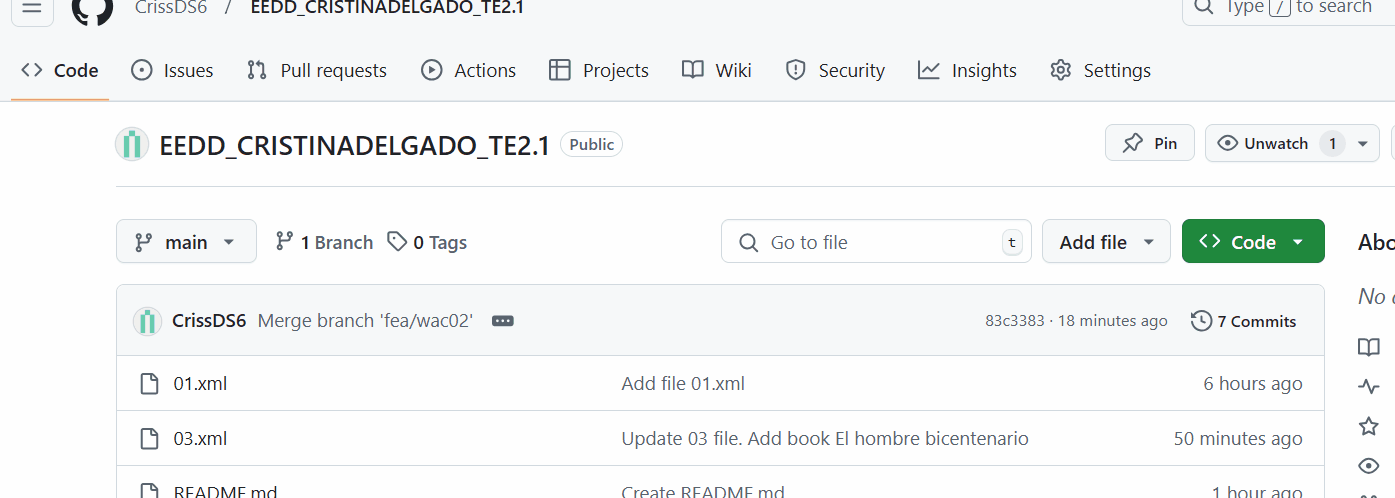 CrissDS6 / EEDD_CRISTINADELGADO_TE2.1 Type / to search
Code Issues Pull requests Actions Projects Wiki Security Insights Settings
EEDD_CRISTINADELGADO_TE2.1 Public Pin Unwatch 1
main 1 Branch 0 Tags Go to file t Add file Code
CrissDS6 Merge branch 'fea/wac02' 83c3383 · 18 minutes ago 7 Commits
01.xml Add file 01.xml 6 hours ago
03.xml Update 03 file. Add book El hombre bicentenario 50 minutes ago
README.md Create README.md 1 hour ago
Abo
No